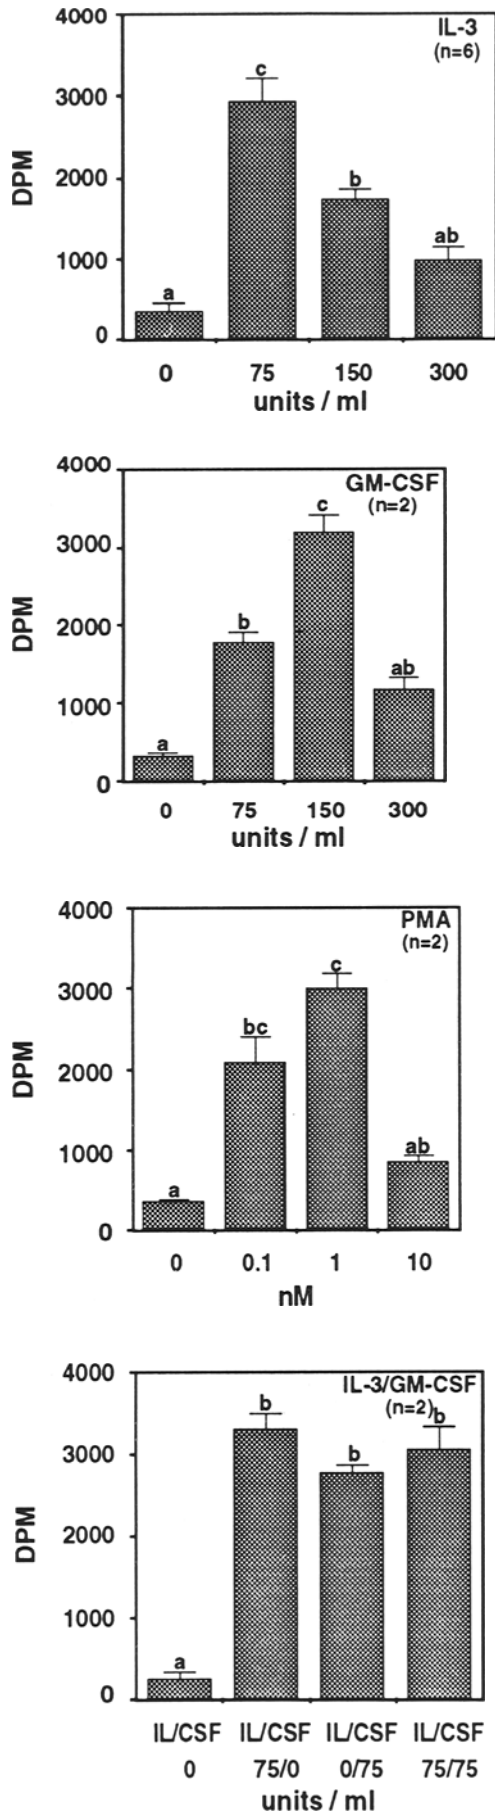 4000
IL-3
(n=6)
c
3000
DPM
b
2000
ab
1000
a
0
0 75 150 300
units / ml
4000
GM-CSF
(n=2)
c
3000
DPM
b
2000
ab
1000
a
0
0 75 150 300
units / ml
4000
PMA
(n=2)
c
3000
bc
DPM
2000
ab
1000
a
0
0 0.1 1 10
nM
4000
IL-3/GM-CSF
(n=2)
b b
b
3000
DPM
2000
1000
a
0
IL/CSF IL/CSF IL/CSF IL/CSF
0 75/0 0/75 75/75
units / ml